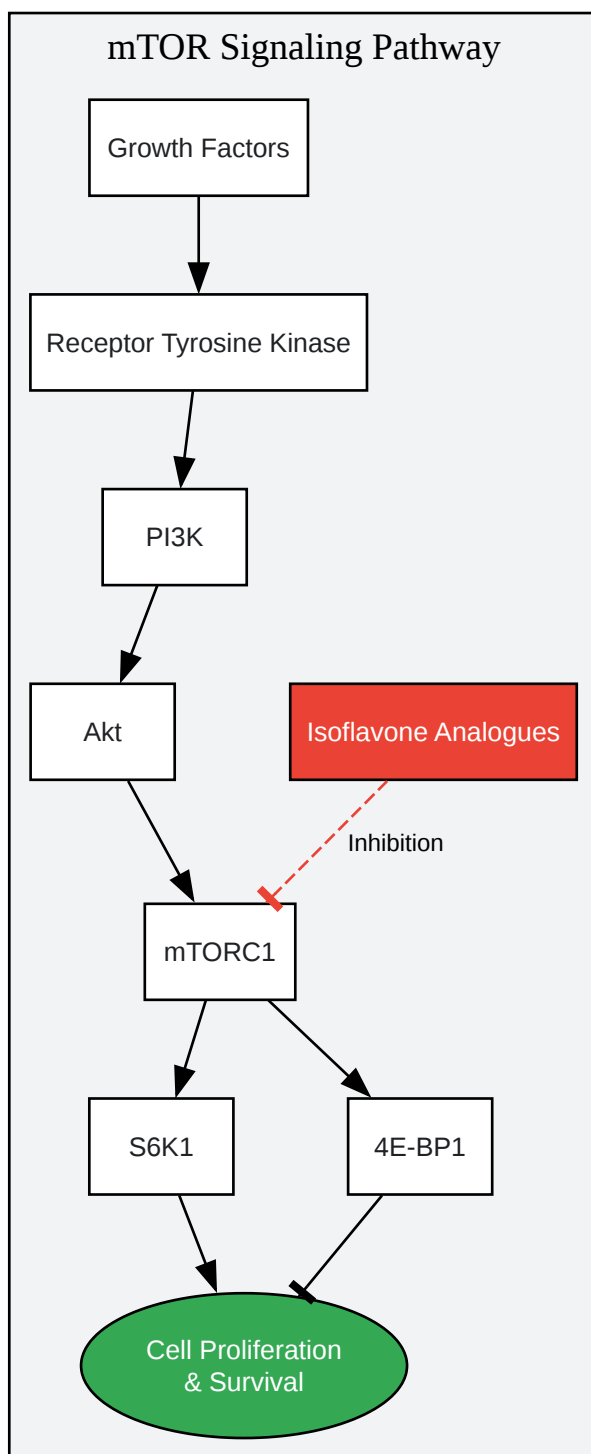 mTOR Signaling Pathway
Growth Factors
Receptor Tyrosine Kinase
PI3K
Akt
Isoflavone Analogues
Inhibition
mTORC1
S6K1
4E-BP1
Cell Proliferation
& Survival